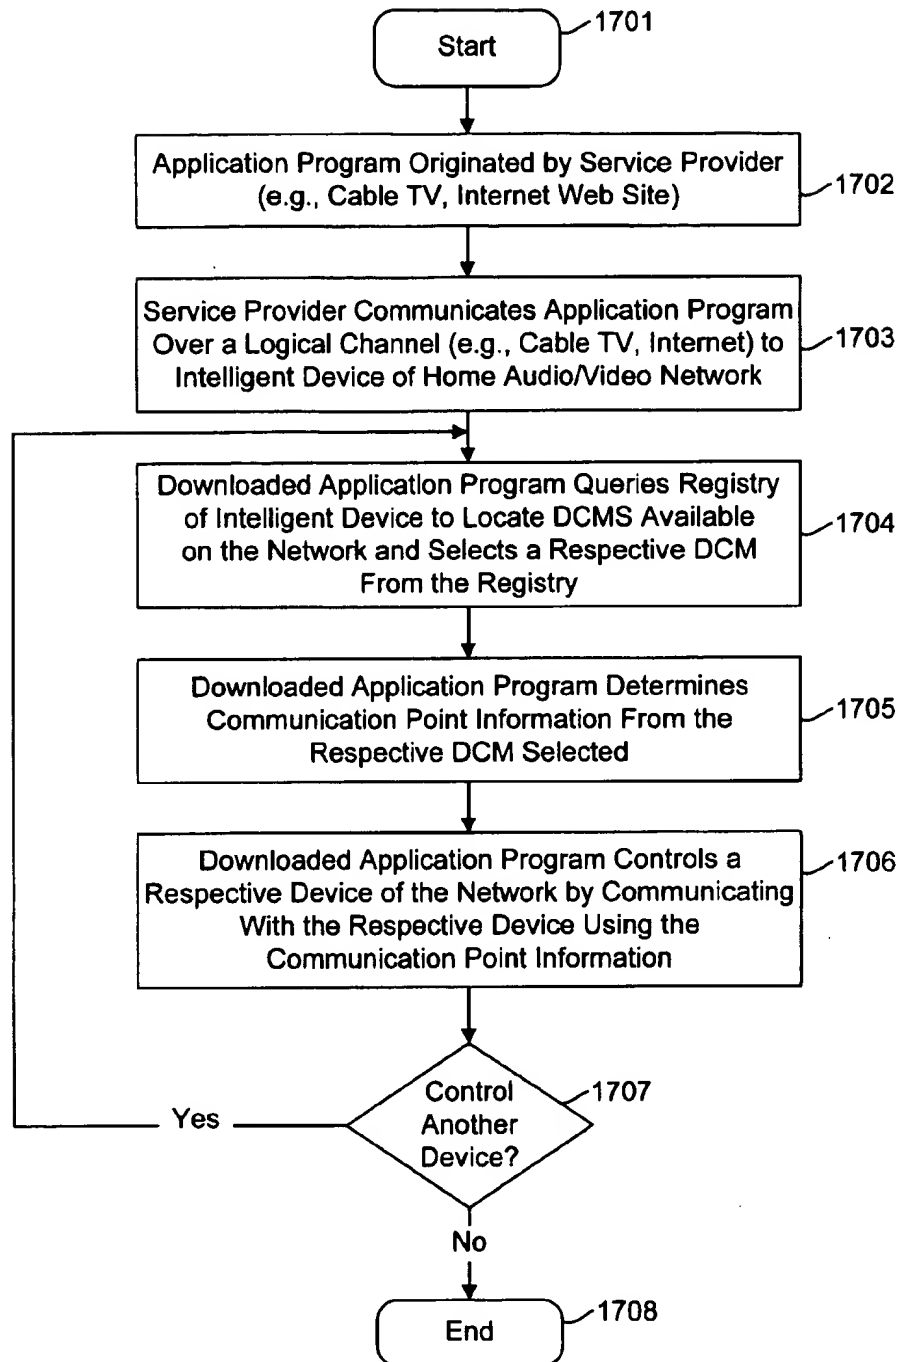 Start
1701
Application Program Originated by Service Provider
(e.g., Cable TV, Internet Web Site)
1702
Service Provider Communicates Application Program
Over a Logical Channel (e.g., Cable TV, Internet) to
Intelligent Device of Home Audio/Video Network
1703
Downloaded Application Program Queries Registry
of Intelligent Device to Locate DCMS Available
on the Network and Selects a Respective DCM
From the Registry
1704
Downloaded Application Program Determines
Communication Point Information From the
Respective DCM Selected
1705
Downloaded Application Program Controls a
Respective Device of the Network by Communicating
With the Respective Device Using the
Communication Point Information
1706
Control
Another
Device?
1707
Yes
No
End
1708